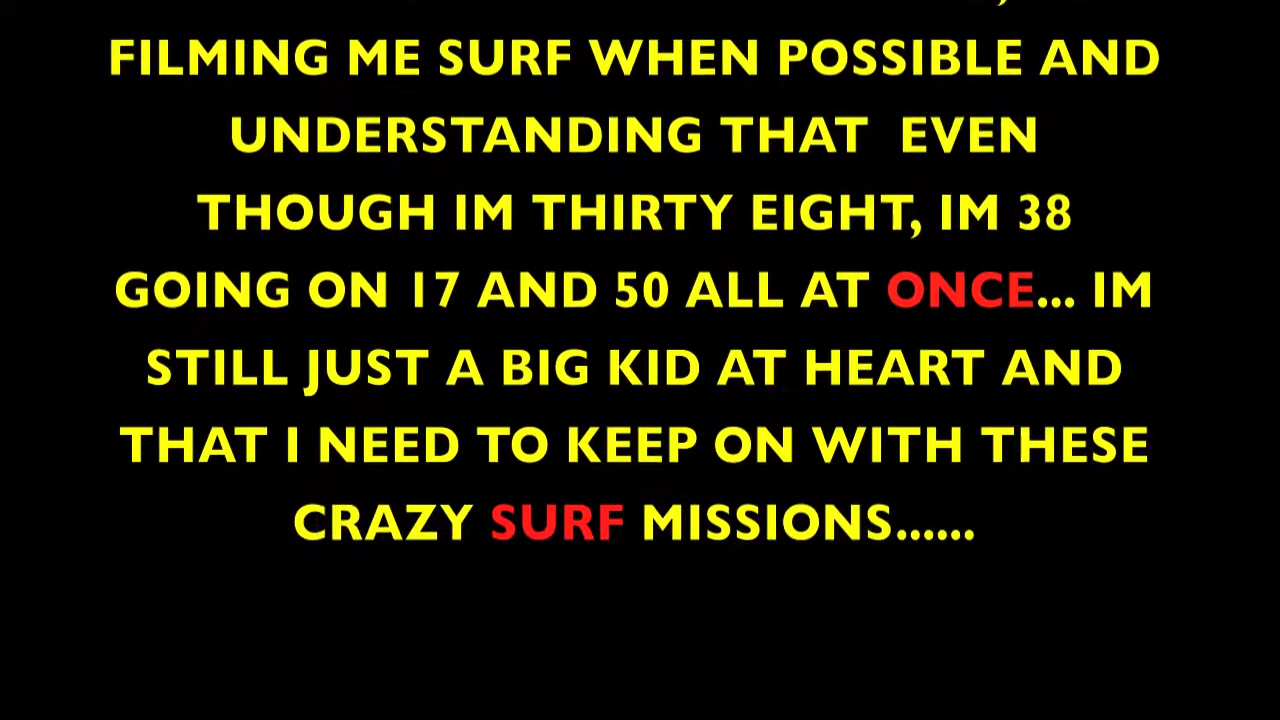 FILMING ME SURF WHEN POSSIBLE AND
UNDERSTANDING THAT  EVEN
THOUGH IM THIRTY EIGHT, IM 38
GOING ON 17 AND 50 ALL AT ONCE... IM
STILL JUST A BIG KID AT HEART AND
THAT I NEED TO KEEP ON WITH THESE
CRAZY SURF MISSIONS......